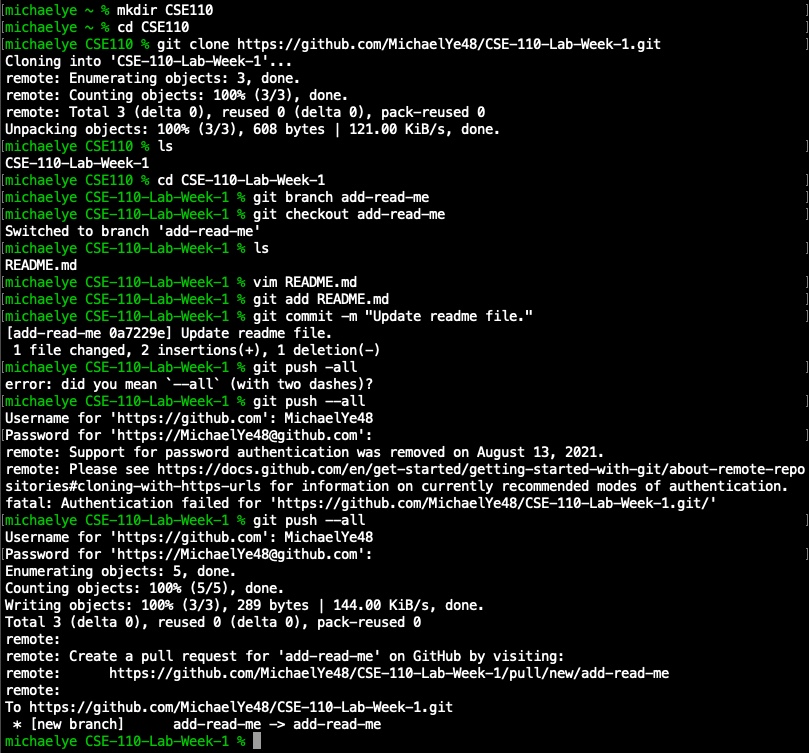 [michaelye ~ % mkdir CSE110 ]
[michaelye ~ % cd CSE110 ]
[michaelye CSE110 % git clone https://github.com/MichaelYe48/CSE-110-Lab-Week-1.git ]
Cloning into 'CSE-110-Lab-Week-1'...
remote: Enumerating objects: 3, done.
remote: Counting objects: 100% (3/3), done.
remote: Total 3 (delta 0), reused 0 (delta 0), pack-reused 0
Unpacking objects: 100% (3/3), 608 bytes | 121.00 KiB/s, done.
[michaelye CSE110 % ls ]
CSE-110-Lab-Week-1
[michaelye CSE110 % cd CSE-110-Lab-Week-1 ]
[michaelye CSE-110-Lab-Week-1 % git branch add-read-me ]
[michaelye CSE-110-Lab-Week-1 % git checkout add-read-me ]
Switched to branch 'add-read-me'
[michaelye CSE-110-Lab-Week-1 % ls ]
README.md
[michaelye CSE-110-Lab-Week-1 % vim README.md ]
[michaelye CSE-110-Lab-Week-1 % git add README.md ]
[michaelye CSE-110-Lab-Week-1 % git commit -m "Update readme file." ]
[add-read-me 0a7229e] Update readme file.
 1 file changed, 2 insertions(+), 1 deletion(-)
[michaelye CSE-110-Lab-Week-1 % git push -all ]
error: did you mean `--all` (with two dashes)?
[michaelye CSE-110-Lab-Week-1 % git push --all ]
Username for 'https://github.com': MichaelYe48
[Password for 'https://MichaelYe48@github.com': ]
remote: Support for password authentication was removed on August 13, 2021.
remote: Please see https://docs.github.com/en/get-started/getting-started-with-git/about-remote-repo
sitories#cloning-with-https-urls for information on currently recommended modes of authentication.
fatal: Authentication failed for 'https://github.com/MichaelYe48/CSE-110-Lab-Week-1.git/'
[michaelye CSE-110-Lab-Week-1 % git push --all ]
Username for 'https://github.com': MichaelYe48
[Password for 'https://MichaelYe48@github.com': ]
Enumerating objects: 5, done.
Counting objects: 100% (5/5), done.
Writing objects: 100% (3/3), 289 bytes | 144.00 KiB/s, done.
Total 3 (delta 0), reused 0 (delta 0), pack-reused 0
remote:
remote: Create a pull request for 'add-read-me' on GitHub by visiting:
remote:      https://github.com/MichaelYe48/CSE-110-Lab-Week-1/pull/new/add-read-me
remote:
To https://github.com/MichaelYe48/CSE-110-Lab-Week-1.git
 * [new branch]      add-read-me -> add-read-me
michaelye CSE-110-Lab-Week-1 %